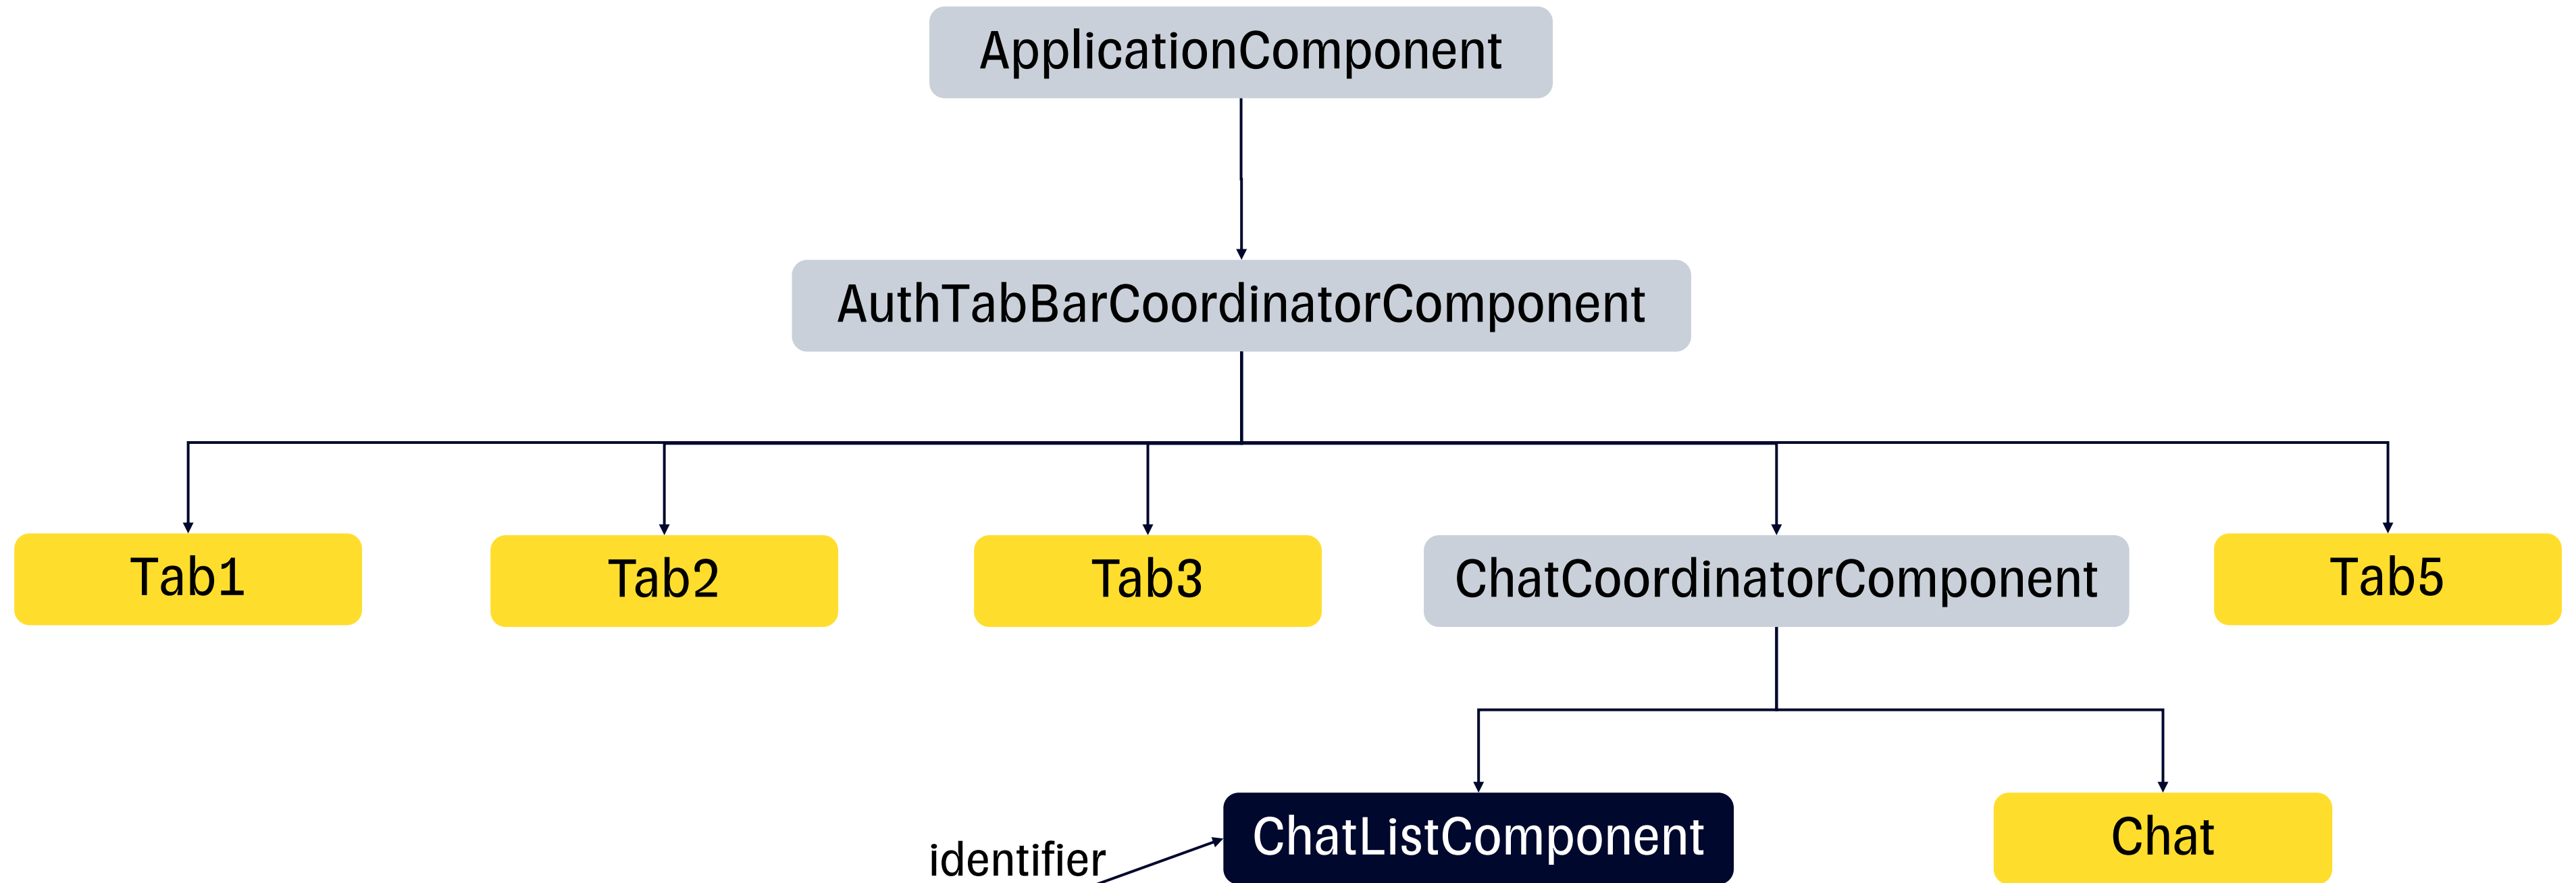 ApplicationComponent
AuthTabBarCoordinatorComponent
Tab1
Tab2
Tab3
ChatCoordinatorComponent
Tab5
ChatListComponent
Chat
identifier